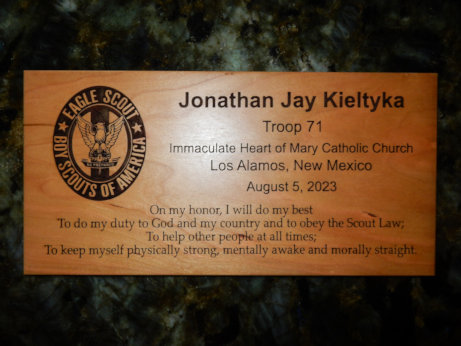 EAGLE SCOUT
BOY SCOUTS OF AMERICA
Jonathan Jay Kieltyka
Troop 71
Immaculate Heart of Mary Catholic Church
Los Alamos, New Mexico
August 5, 2023
On my honor, I will do my best
To do my duty to God and my country and to obey the Scout Law;
To help other people at all times;
To keep myself physically strong, mentally awake and morally straight.